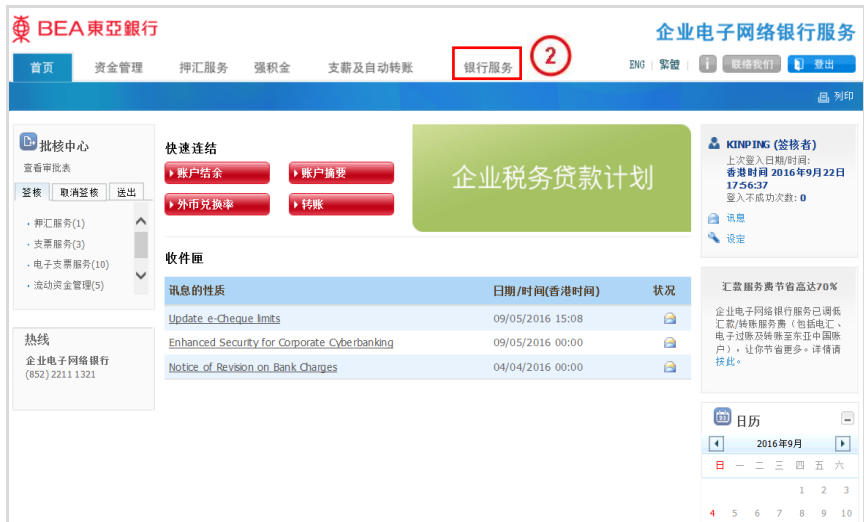 BEA東亞銀行
企业电子网络银行服务
首页 资金管理 押汇服务 强积金 支薪及自动转账 银行服务 2 ENG 繁體 i 联络我们 登出
列印
批核中心
查看审批表
签核 取消签核 送出
押汇服务(1)
支票服务(3)
电子支票服务(10)
流动资金管理(5)
热线
企业电子网络银行
(852) 2211 1321
快速连结
账户结余 账户摘要
外币兑换率 转账
企业税务贷款计划
收件匣
讯息的性质 日期/时间(香港时间) 状况
Update e-Cheque limits 09/05/2016 15:08
Enhanced Security for Corporate Cyberbanking 09/05/2016 00:00
Notice of Revision on Bank Charges 04/04/2016 00:00
KINPING (签核者)
上次登入日期/时间:
香港时间 2016年9月22日
17:56:37
登入不成功次数: 0
讯息
设定
汇款服务费节省高达70%
企业电子网络银行服务已调低
汇款/转账服务费（包括电汇、
电子过账及转账至东亚中国账
户），让你节省更多。详情请
按此。
23 日历
2016年9月
日 一 二 三 四 五 六
1 2 3
4 5 6 7 8 9 10